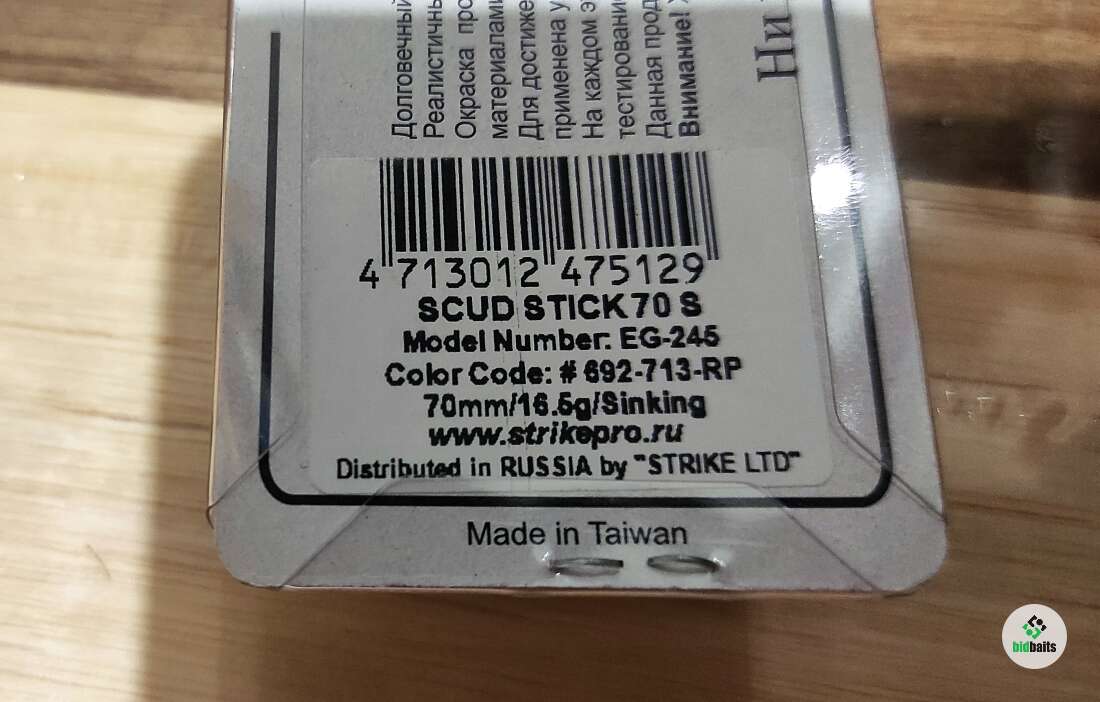 Долговечный
Реалистичны
Окраска про
материалами
Для достиже
применена у
На каждом э
тестировани
Данная прод
Внимание!
Ни
4 713012 475129
SCUD STICK 70 S
Model Number: EG-245
Color Code: # 692-713-RP
70mm/16.5g/Sinking
www.strikepro.ru
Distributed in RUSSIA by "STRIKE LTD"
Made in Taiwan
bidbaits